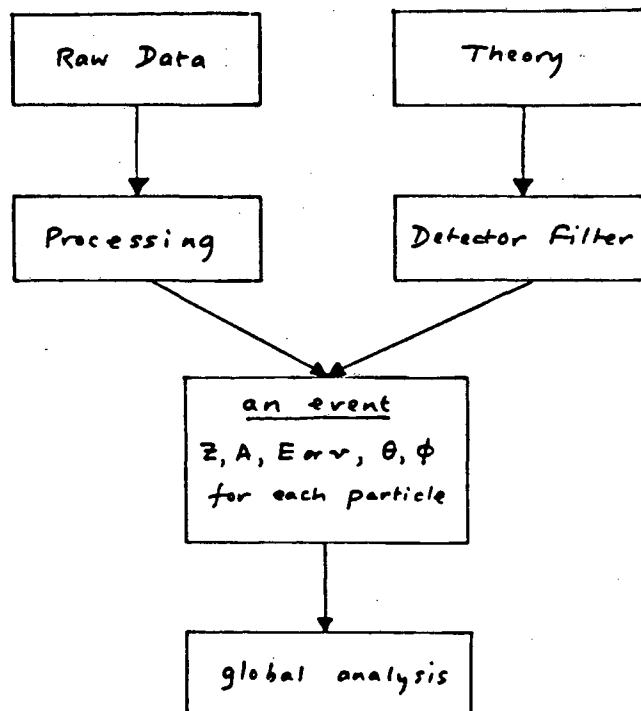 Raw Data
Theory
Processing
Detector Filter
an event
Z, A, E or v, θ, φ
for each particle
global analysis